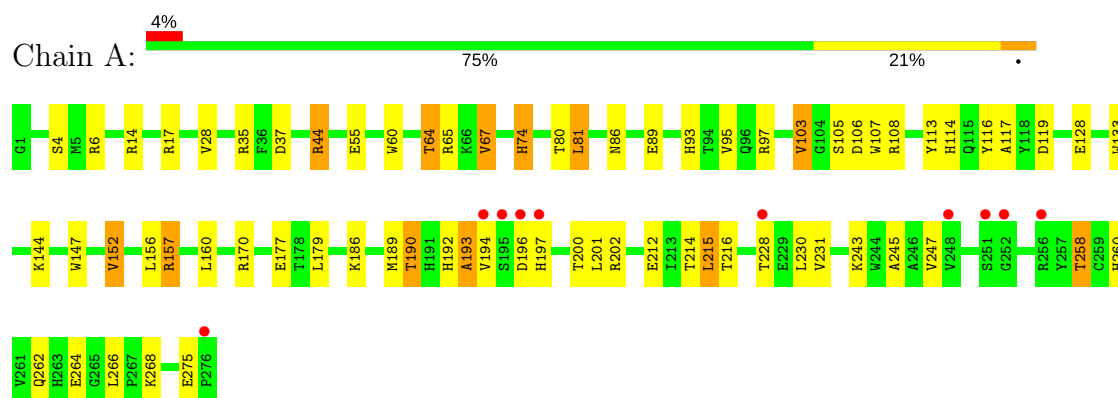 4%
Chain A:
75% 21% •
G1 S4 M5 R6 R14 R17 V28 R35 F36 D37 R44 E55 W60 T64 R65 K66 V67 H74 T80 L81 N86 E89 H93 T94 V95 Q96 R97 V103 G104 S105 D106 W107 R108 Y113 H114 Q115 Y116 A117 Y118 D119 E128 W133
K144 W147 V152 L156 R157 L160 R170 E177 T178 L179 K186 M189 T190 H191 H192 A193 V194 S195 D196 H197 T200 L201 R202 E212 I213 T214 L215 T216 T228 E229 L230 V231 K243 W244 A245 A246 V247 V248 S251 G252 R256 Y257 T258 C259 H260
V261 Q262 H263 E264 G265 L266 P267 K268 E275 P276